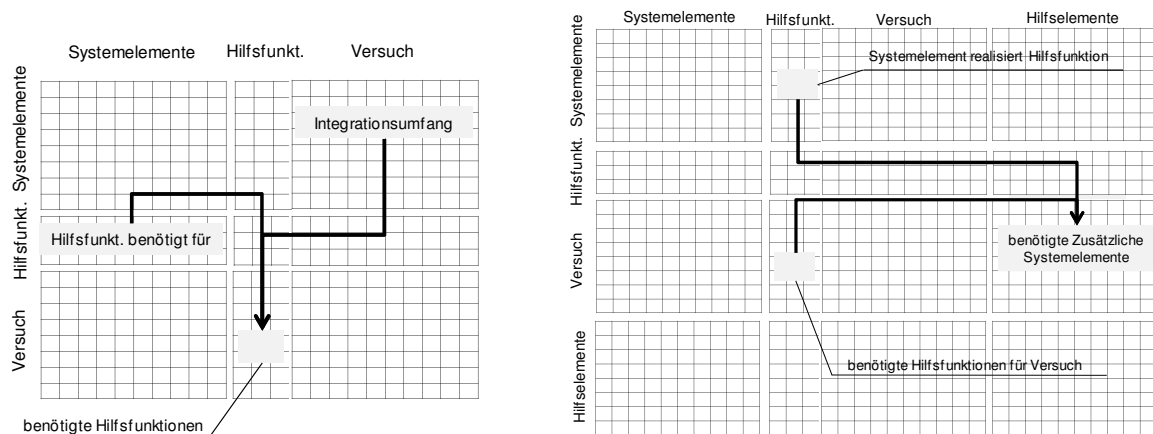 Systemelemente
Hilfsfunkt.
Versuch
Systemelemente
Hilfsfunkt.
Versuch
Integrationsumfang
Hilfsfunkt. benötigt für
benötigte Hilfsfunktionen
Systemelemente
Hilfsfunkt.
Versuch
Hilfselemente
Systemelemente
Hilfsfunkt.
Versuch
Hilfselemente
Systemelement realisiert Hilfsfunktion
benötigte Zusätzliche
Systemelemente
benötigte Hilfsfunktionen für Versuch